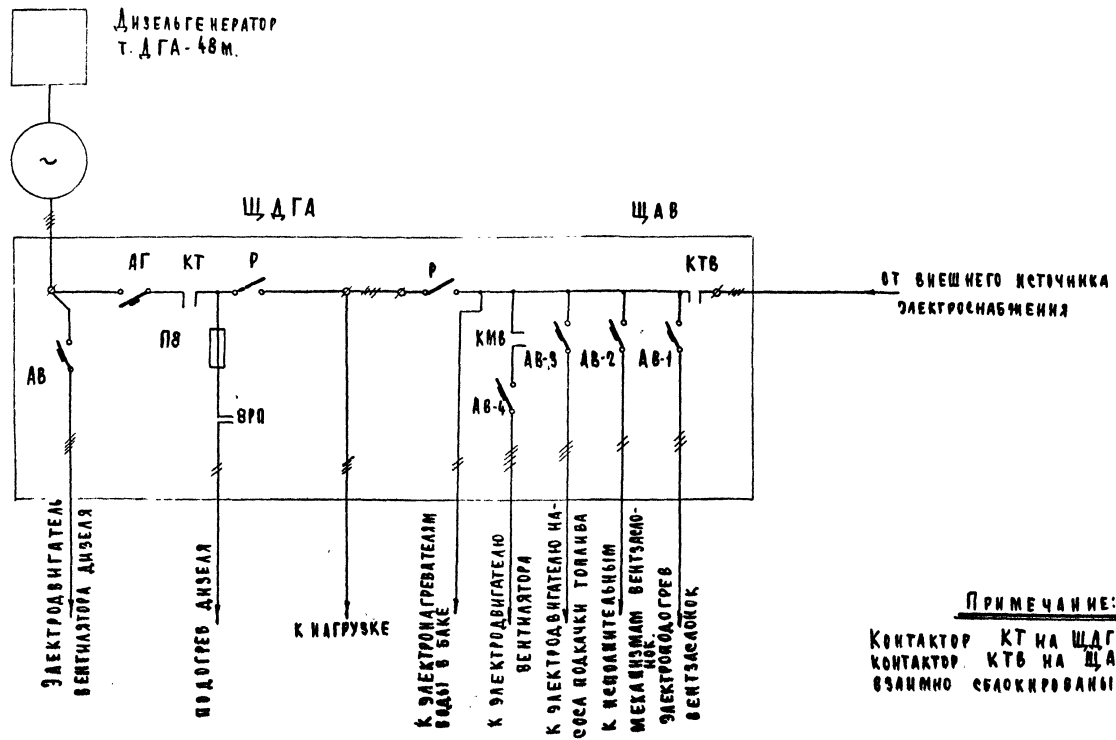 Дизельгенератор
т. ДГА-48м.
~
ЩДГА
ЩАВ
АГ
КТ
Р
Р
КТВ
от внешнего источника
электроснабжения
П8
КМВ
АВ
АВ-3
АВ-2
АВ-1
АВ-4
8РП
Электродвигатель
вентилятора дизеля
Подогрев дизеля
К нагрузке
К электронагревателям
воды в баке
К электродвигателю
вентилятора
К электродвигателю на-
соса подкачки топлива
К исполнительным
механизмам вентзасло-
нок.
Электроподогрев
вентзаслонок
Примечание:
Контактор КТ на ЩДГ
контактор КТВ на ЩА
взаимно сблокированы